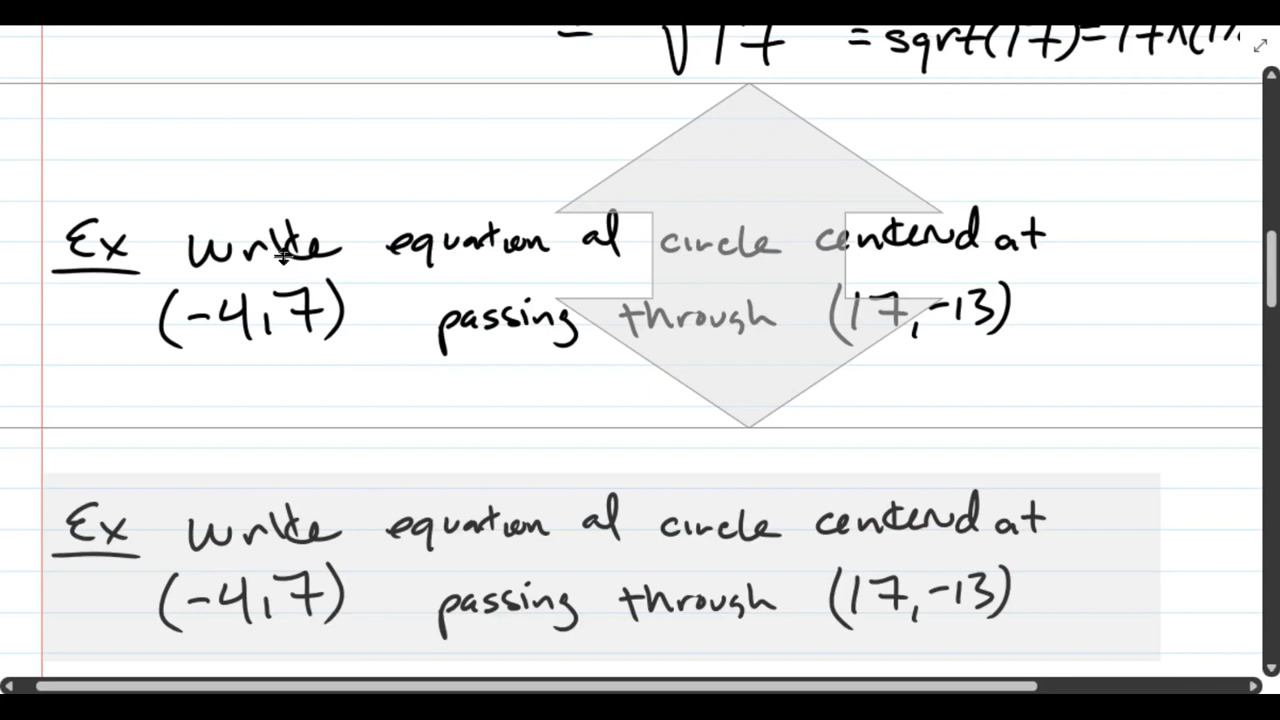 = √17 = sqrt(17)=17^(1/
Ex Write equation of circle centered at
(-4,7) passing through (17,-13)
Ex Write equation of circle centered at
(-4,7) passing through (17,-13)